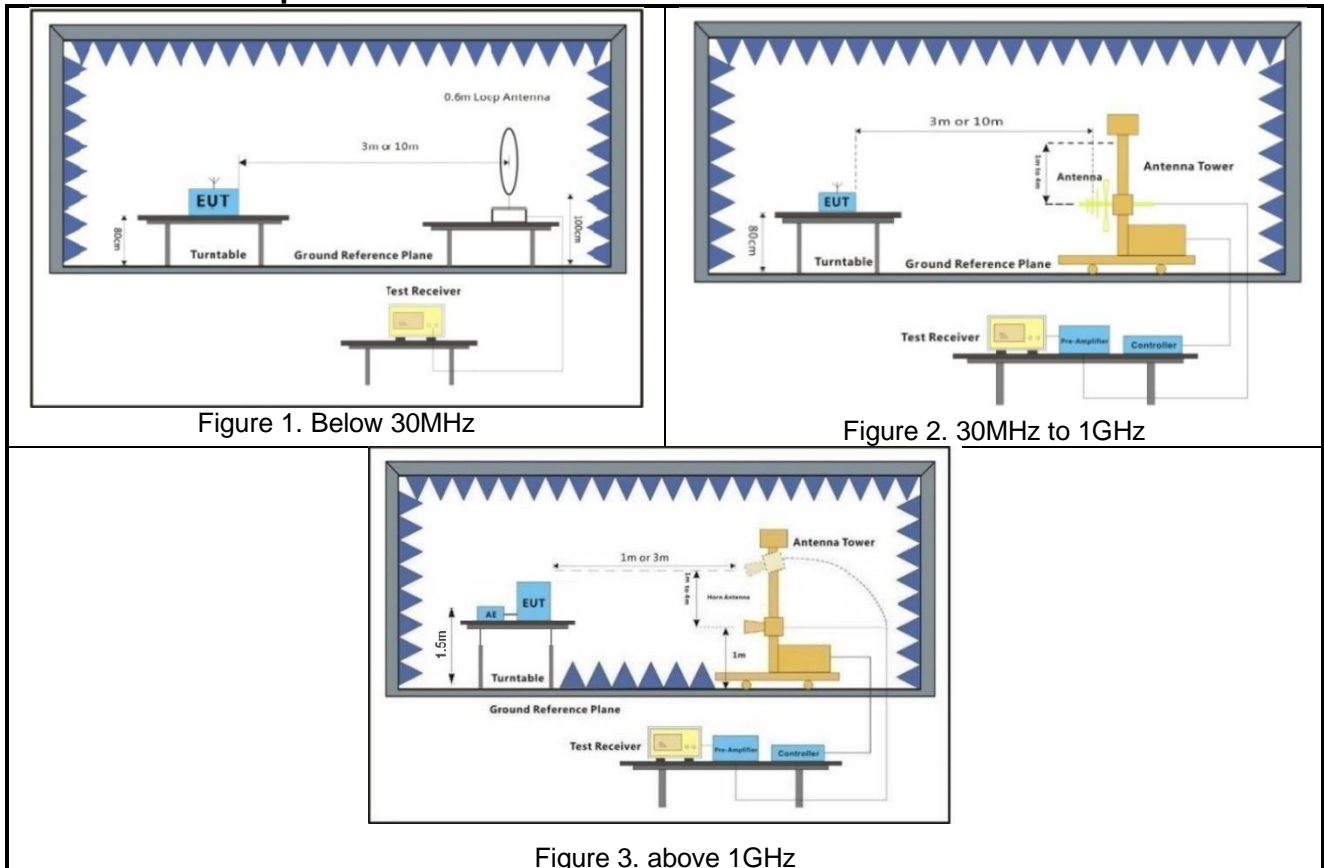 0.6m Loop Antenna
3m or 10m
EUT
80cm
100cm
Turntable
Ground Reference Plane
Test Receiver
Figure 1. Below 30MHz
3m or 10m
1m to 4m
Antenna Tower
Antenna
EUT
80cm
Turntable
Ground Reference Plane
Test Receiver
Pre-Amplifier
Controller
Figure 2. 30MHz to 1GHz
Antenna Tower
1m or 3m
1m to 4m
Horn Antenna
EUT
AE
1.5m
1m
Turntable
Ground Reference Plane
Test Receiver
Pre-Amplifier
Controller
Figure 3. above 1GHz